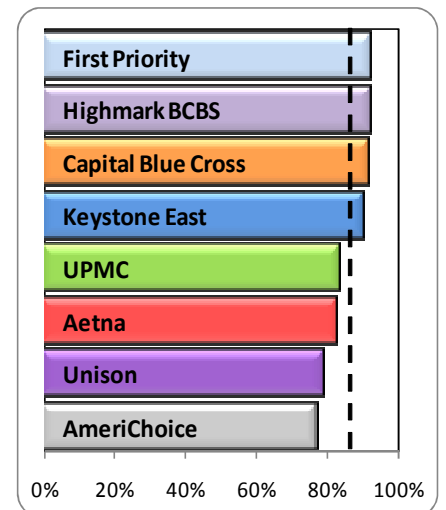 First Priority
Highmark BCBS
Capital Blue Cross
Keystone East
UPMC
Aetna
Unison
AmeriChoice
0% 20% 40% 60% 80% 100%